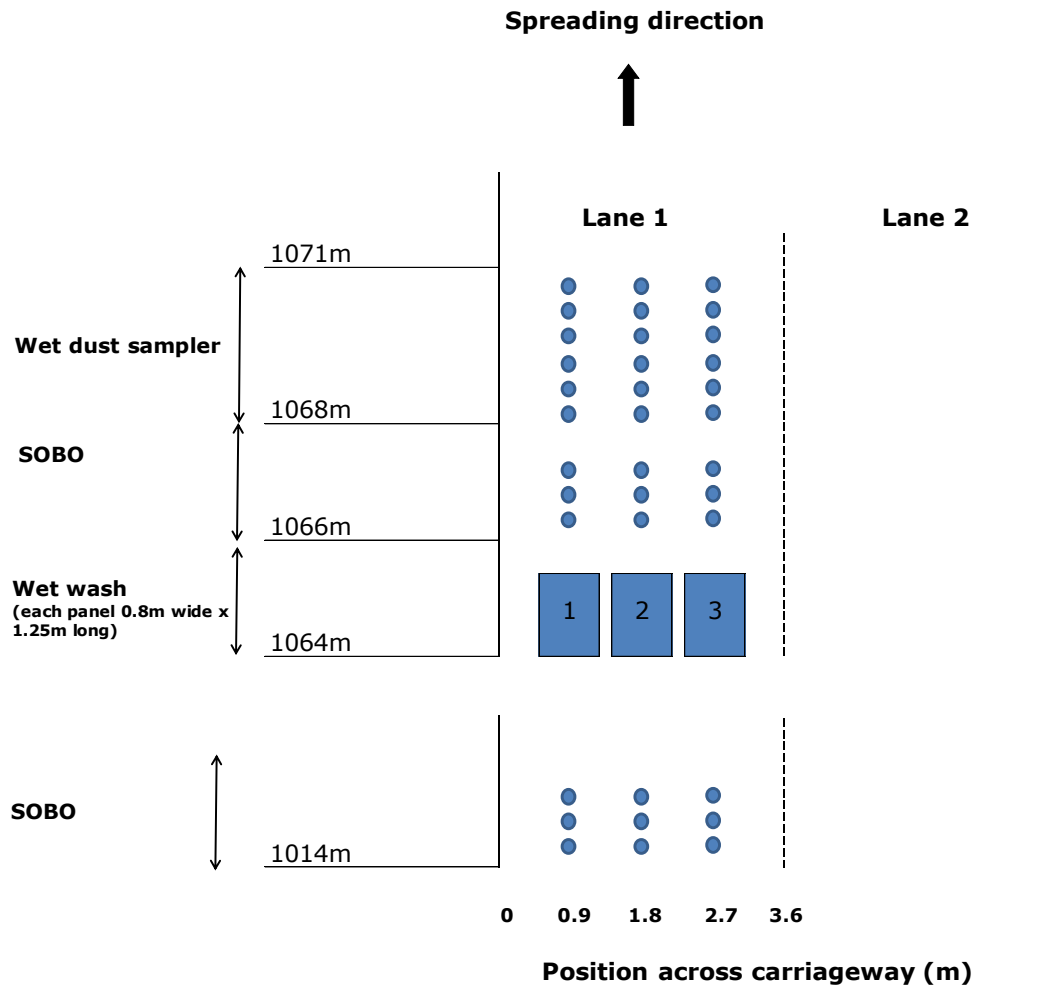 Spreading direction
Lane 1
Lane 2
1071m
Wet dust sampler
1068m
SOBO
1066m
Wet wash
(each panel 0.8m wide x
1.25m long)
1 2 3
1064m
SOBO
1014m
0 0.9 1.8 2.7 3.6
Position across carriageway (m)